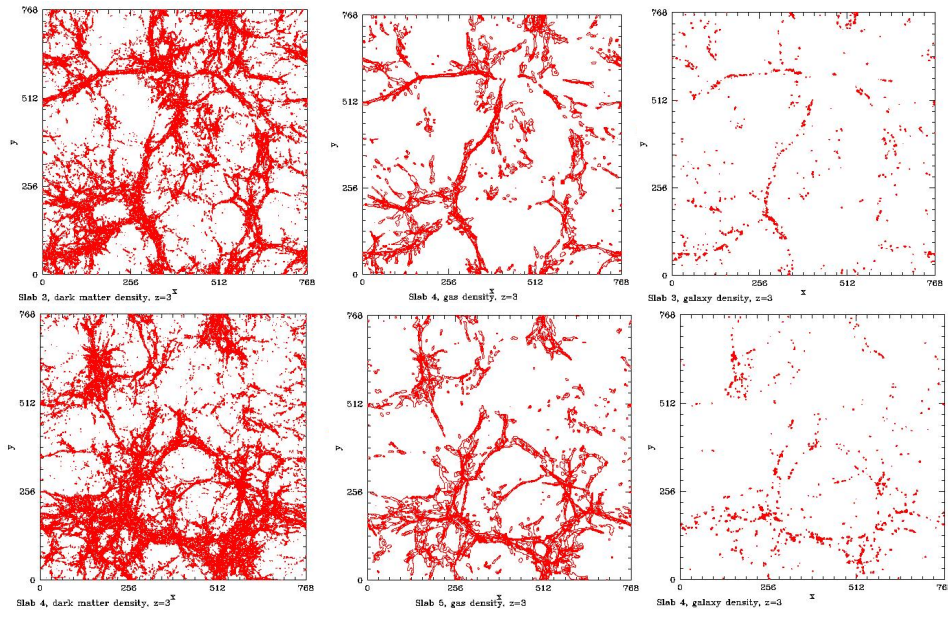 768
512
y
256
0
0 256 512 768
x
Slab 3, dark matter density, z=3
768
512
y
256
0
0 256 512 768
x
Slab 4, gas density, z=3
768
512
y
256
0
0 256 512 768
x
Slab 3, galaxy density, z=3
768
512
y
256
0
0 256 512 768
x
Slab 4, dark matter density, z=3
768
512
y
256
0
0 256 512 768
x
Slab 5, gas density, z=3
768
512
y
256
0
0 256 512 76
x
Slab 4, galaxy density, z=3